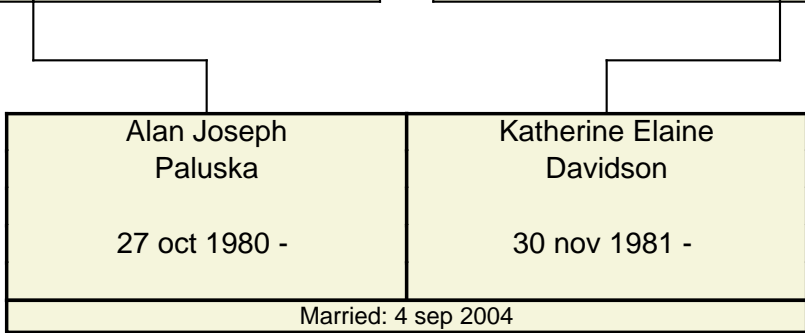 Alan Joseph
Paluska
27 oct 1980 -
Katherine Elaine
Davidson
30 nov 1981 -
Married: 4 sep 2004